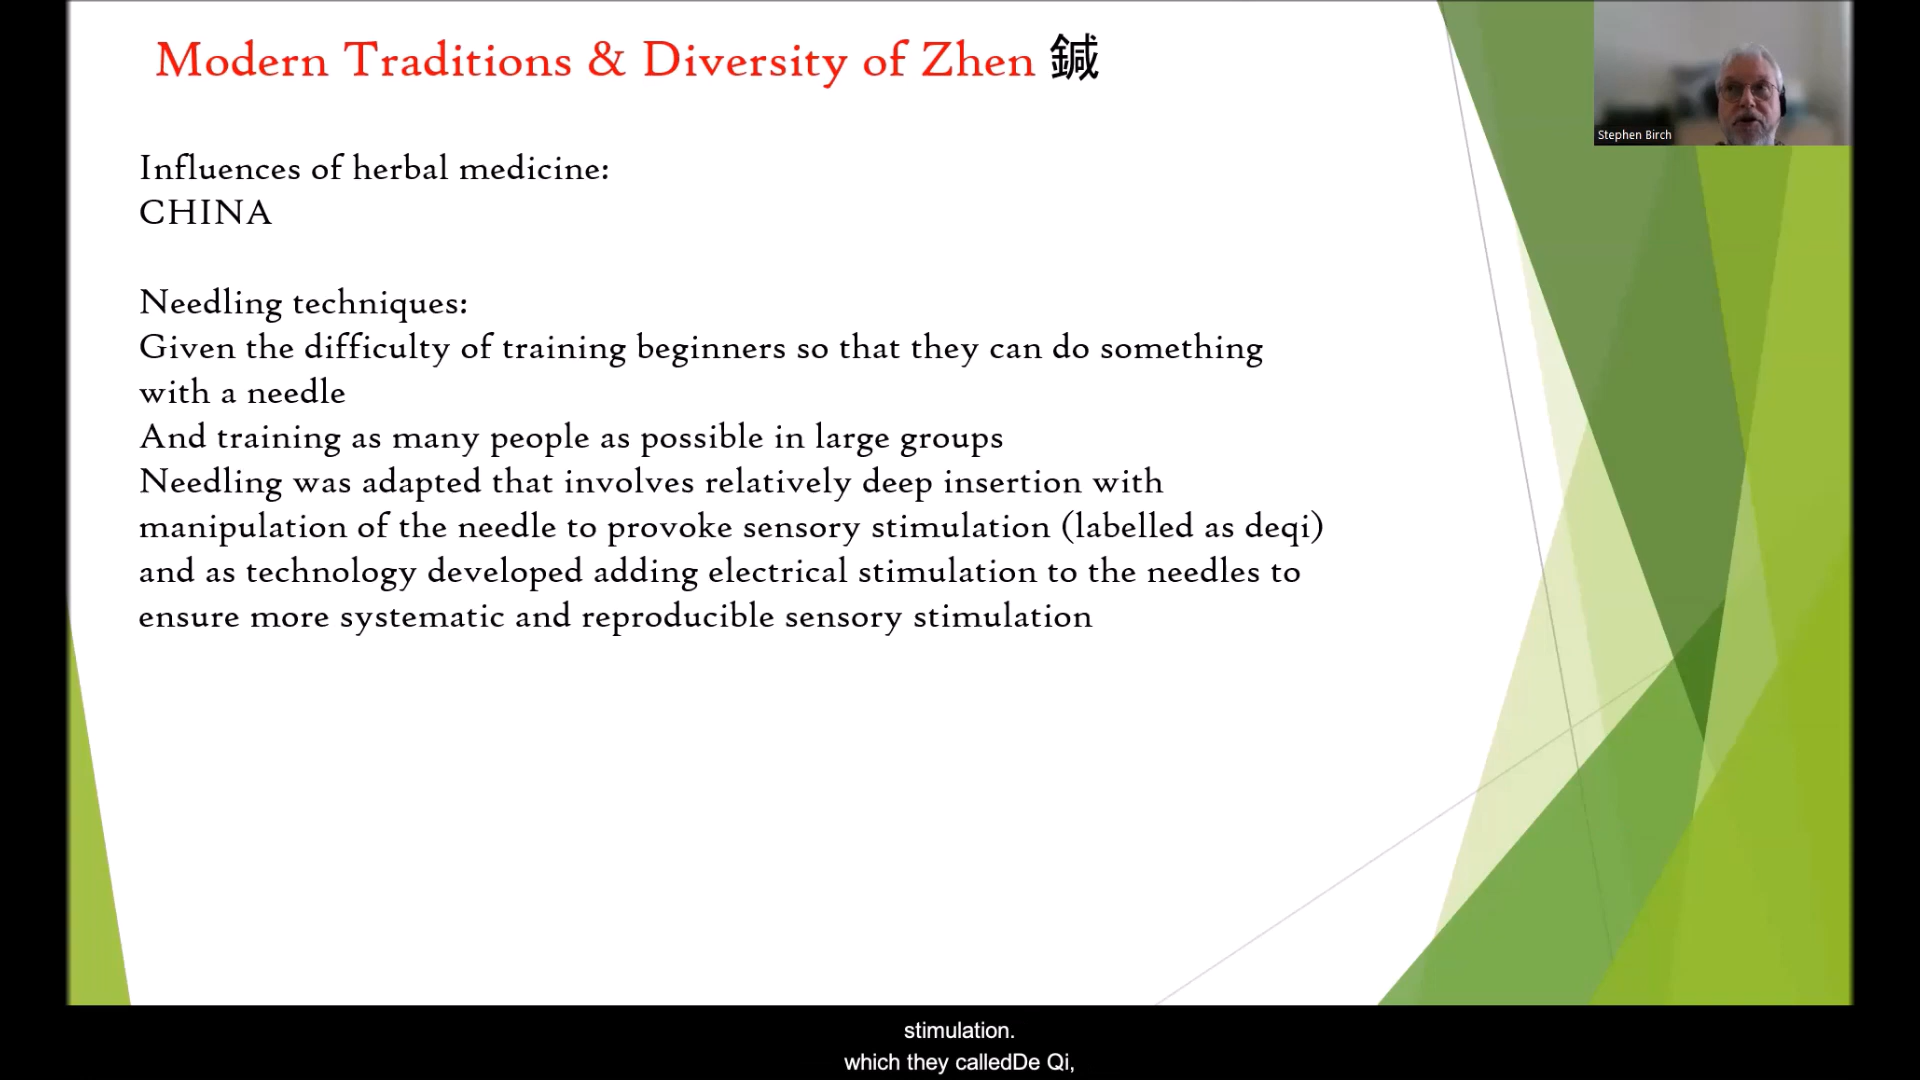 Modern Traditions & Diversity of Zhen 鍼
Stephen Birch
Influences of herbal medicine:
CHINA
Needling techniques:
Given the difficulty of training beginners so that they can do something
with a needle
And training as many people as possible in large groups
Needling was adapted that involves relatively deep insertion with
manipulation of the needle to provoke sensory stimulation (labelled as deqi)
and as technology developed adding electrical stimulation to the needles to
ensure more systematic and reproducible sensory stimulation
stimulation.
which they calledDe Qi,